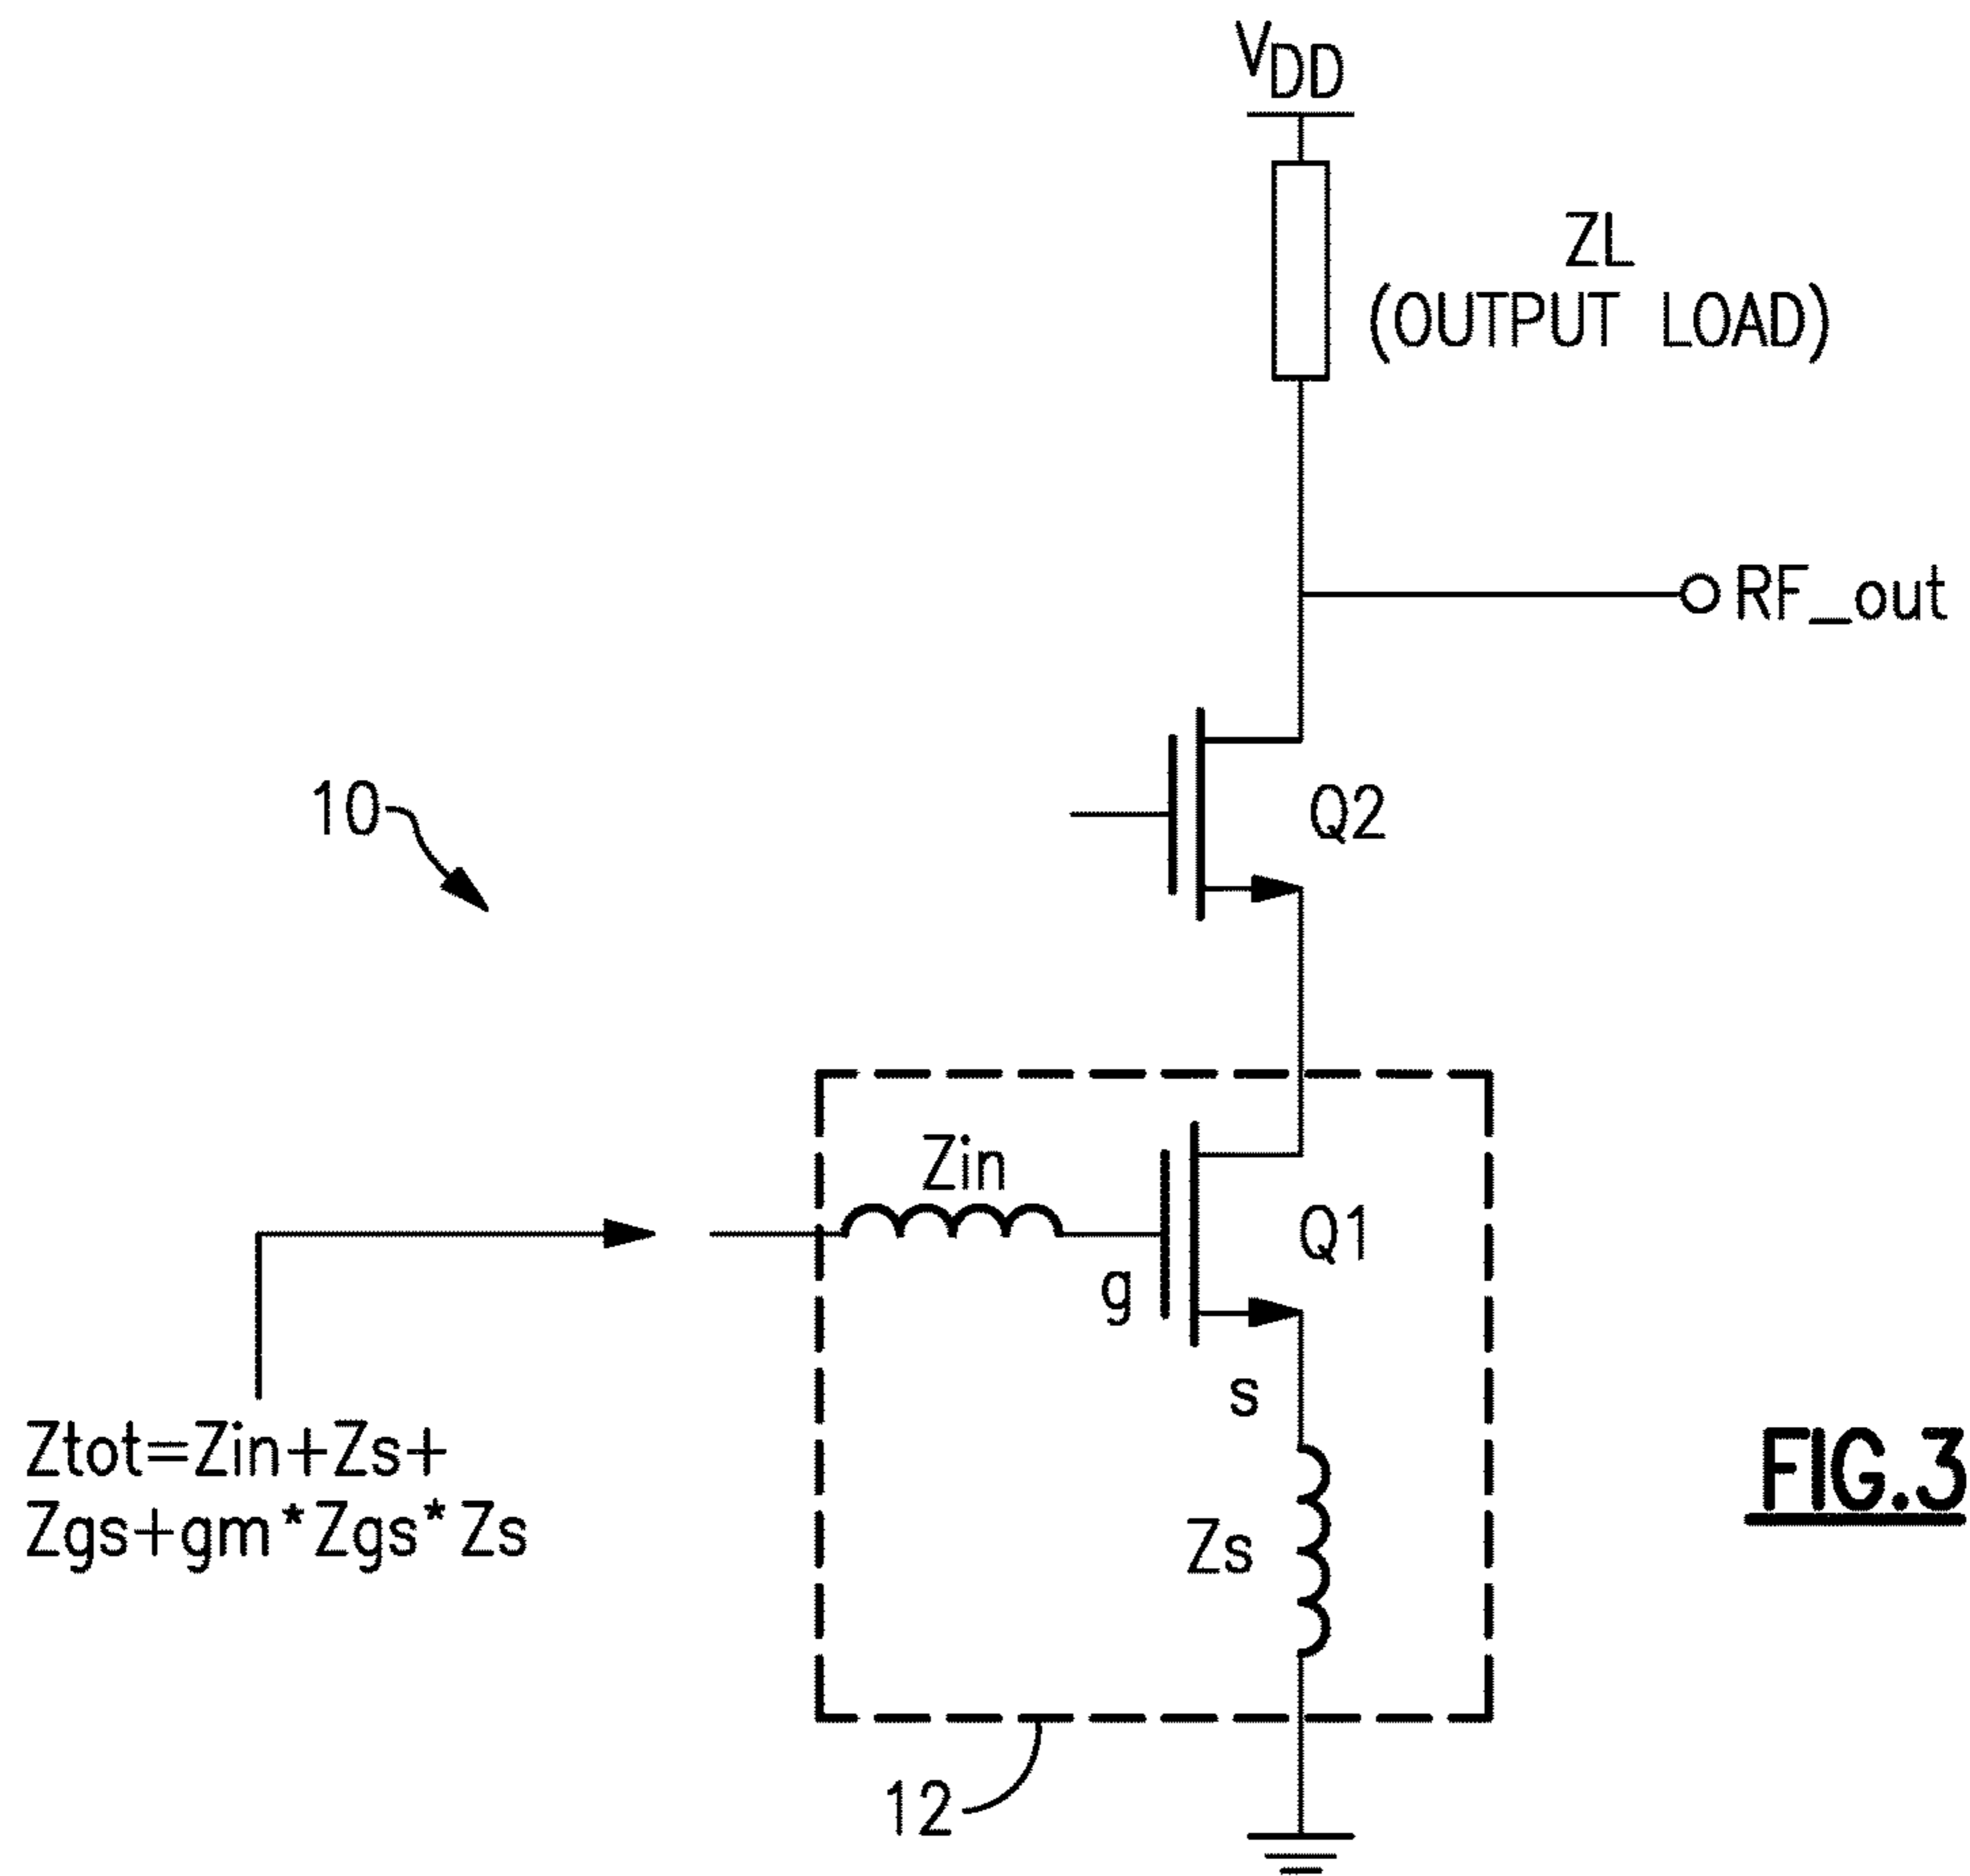 VDD
ZL
(OUTPUT LOAD)
RF_out
10
Q2
Zin
Q1
g
s
Ztot=Zin+Zs+
Zgs+gm*Zgs*Zs
Zs
FIG.3
12